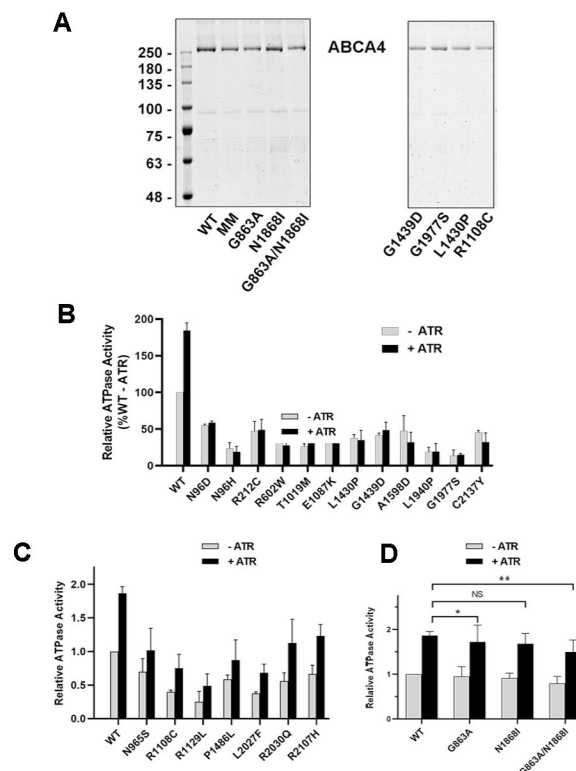 A
250 -
180 -
135 -
100 -
75 -
63 -
48 -
ABCA4
WT
MM
G863A
N1868I
G863A/N1868I
G1439D
G1977S
L1430P
R1108C
B
Relative ATPase Activity
(%WT - ATR)
200
150
100
50
0
- ATR
+ ATR
- ATR
+ ATR
WT
N96D
N96H
R212C
R602W
T1019M
E1087K
L1430P
G1439D
A1598D
L1940P
G1977S
C2137Y
C
Relative ATPase Activity
2.0
1.5
1.0
0.5
0.0
- ATR
+ ATR
WT
N965S
R1108C
R1129L
P1486L
L2027F
R2030Q
R2107H
D
Relative ATPase Activity
2
1.5
1
0.5
0
- ATR
+ ATR
**
NS
*
WT
G863A
N1868I
G863A/N1868I